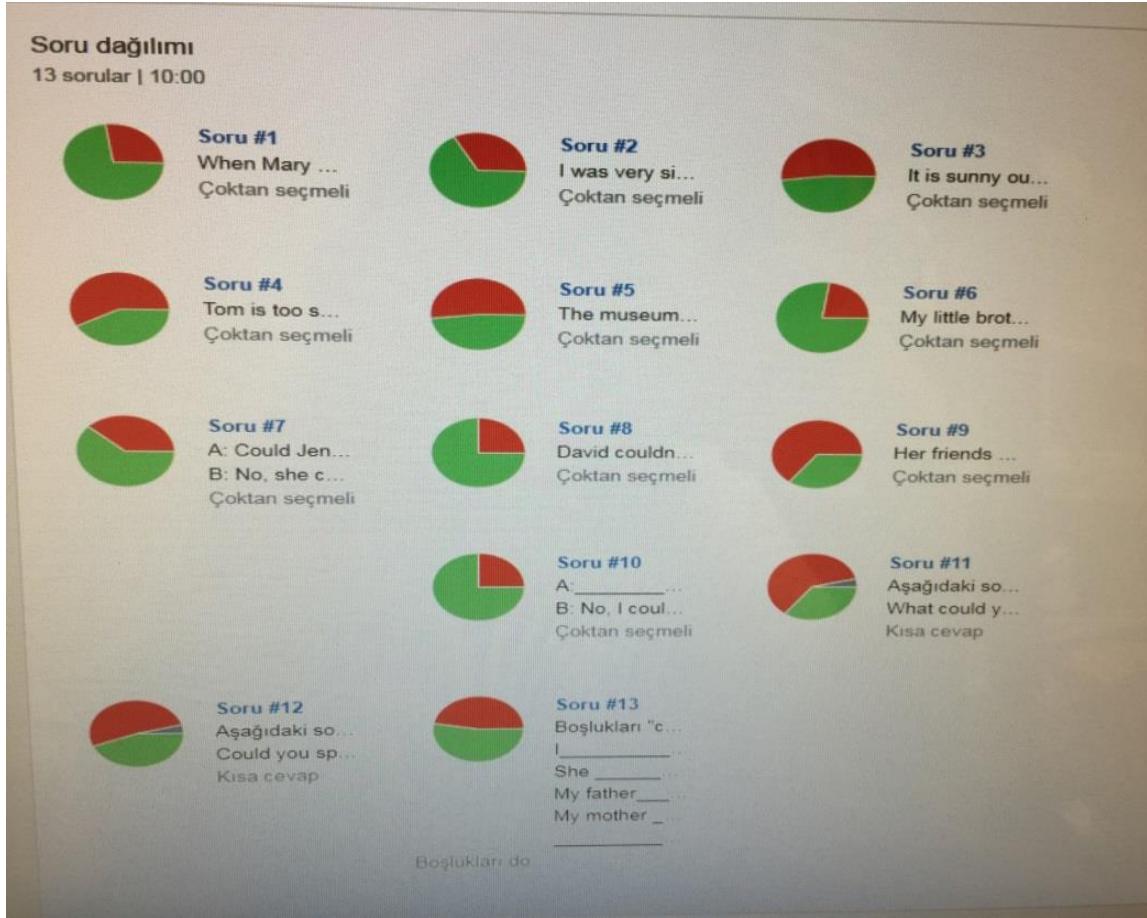 Soru dağılımı
13 sorular | 10:00
Soru #1
When Mary ...
Çoktan seçmeli
Soru #2
I was very si...
Çoktan seçmeli
Soru #3
It is sunny ou...
Çoktan seçmeli
Soru #4
Tom is too s...
Çoktan seçmeli
Soru #5
The museum...
Çoktan seçmeli
Soru #6
My little brot...
Çoktan seçmeli
Soru #7
A: Could Jen...
B: No, she c...
Çoktan seçmeli
Soru #8
David couldn...
Çoktan seçmeli
Soru #9
Her friends ...
Çoktan seçmeli
Soru #10
A:_________...
B: No, I coul...
Çoktan seçmeli
Soru #11
Aşağıdaki so...
What could y...
Kısa cevap
Soru #12
Aşağıdaki so...
Could you sp...
Kısa cevap
Soru #13
Boşlukları "c...
I___________...
She _______...
My father____...
My mother _...
___________
Boşlukları do